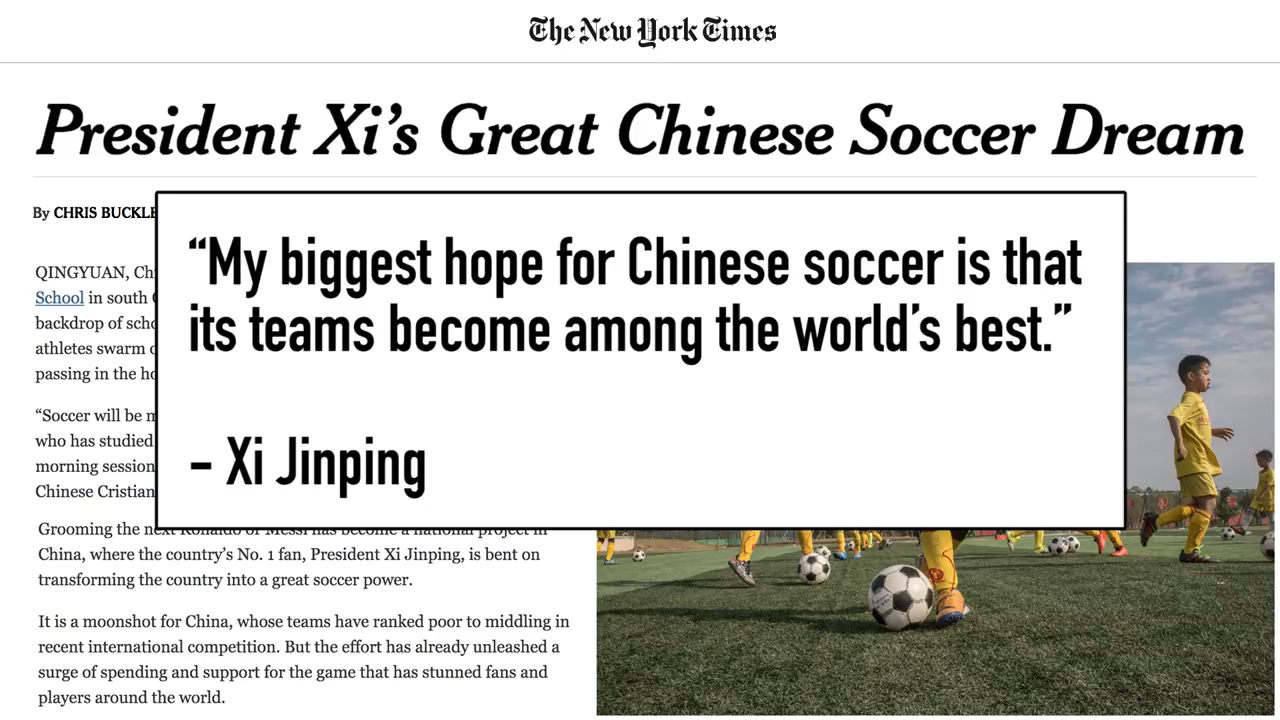 The New York Times
President Xi’s Great Chinese Soccer Dream
By CHRIS BUCKLE
“My biggest hope for Chinese soccer is that
its teams become among the world’s best.”
– Xi Jinping
QINGYUAN, Ch
School in south
backdrop of scho
athletes swarm
passing in the ho
“Soccer will be
who has studied
morning session
Chinese Cristian
Grooming the next Ronaldo or Messi has become a national project in
China, where the country’s No. 1 fan, President Xi Jinping, is bent on
transforming the country into a great soccer power.
It is a moonshot for China, whose teams have ranked poor to middling in
recent international competition. But the effort has already unleashed a
surge of spending and support for the game that has stunned fans and
players around the world.